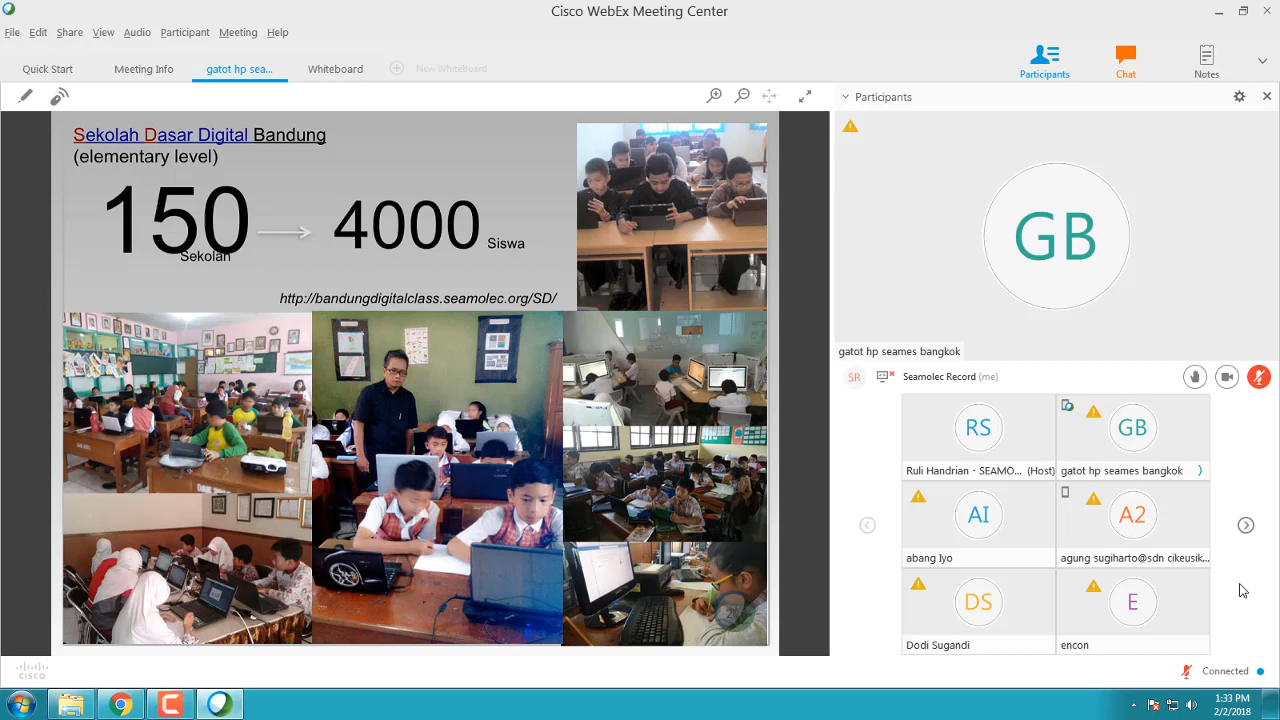 Cisco WebEx Meeting Center
File Edit Share View Audio Participant Meeting Help
Quick Start
Meeting Info
gatot hp sea...
Whiteboard
New Whiteboard
Participants
Chat
Notes
Sekolah Dasar Digital Bandung
(elementary level)
150
Sekolah
4000
Siswa
http://bandungdigitalclass.seamolec.org/SD/
Participants
GB
gatot hp seames bangkok
SR
Seamolec Record (me)
RS
Ruli Handrian - SEAMO... (Host)
GB
gatot hp seames bangkok
AI
abang Iyo
A2
agung sugiharto@sdn cikeusik...
DS
Dodi Sugandi
E
encon
cisco
Connected
1:33 PM
2/2/2018